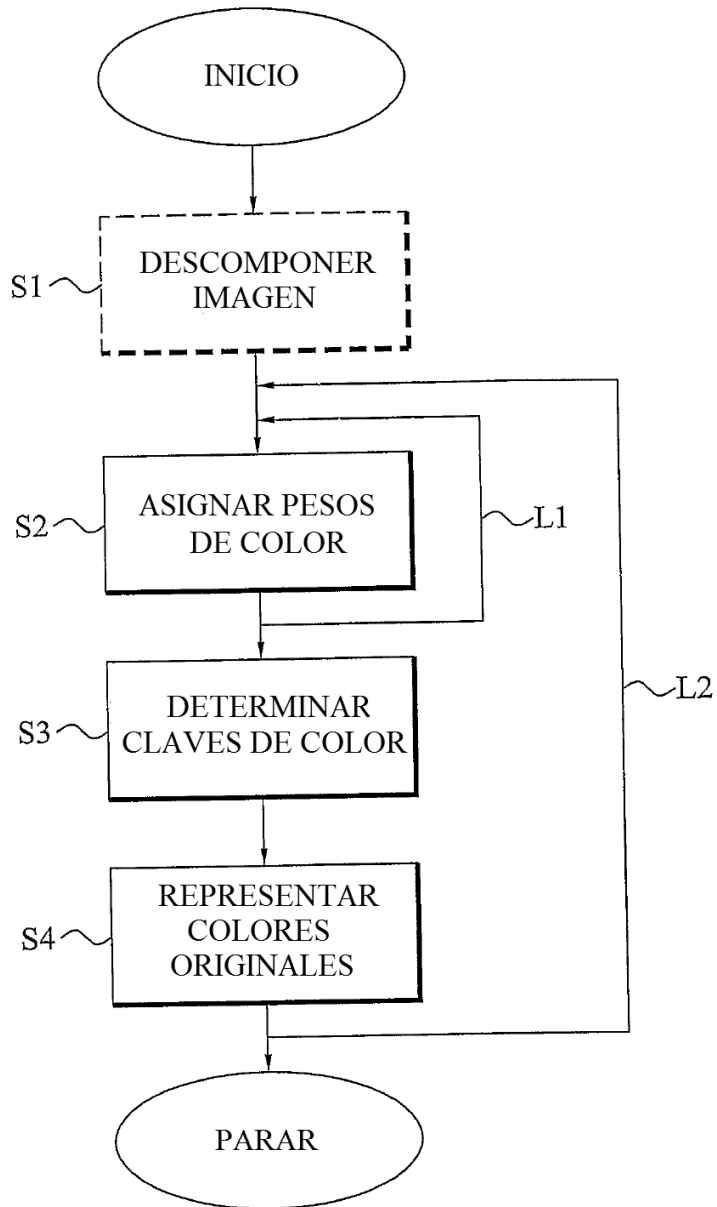 INICIO
S1
DESCOMPONER
IMAGEN
S2
ASIGNAR PESOS
DE COLOR
L1
S3
DETERMINAR
CLAVES DE COLOR
L2
S4
REPRESENTAR
COLORES
ORIGINALES
PARAR